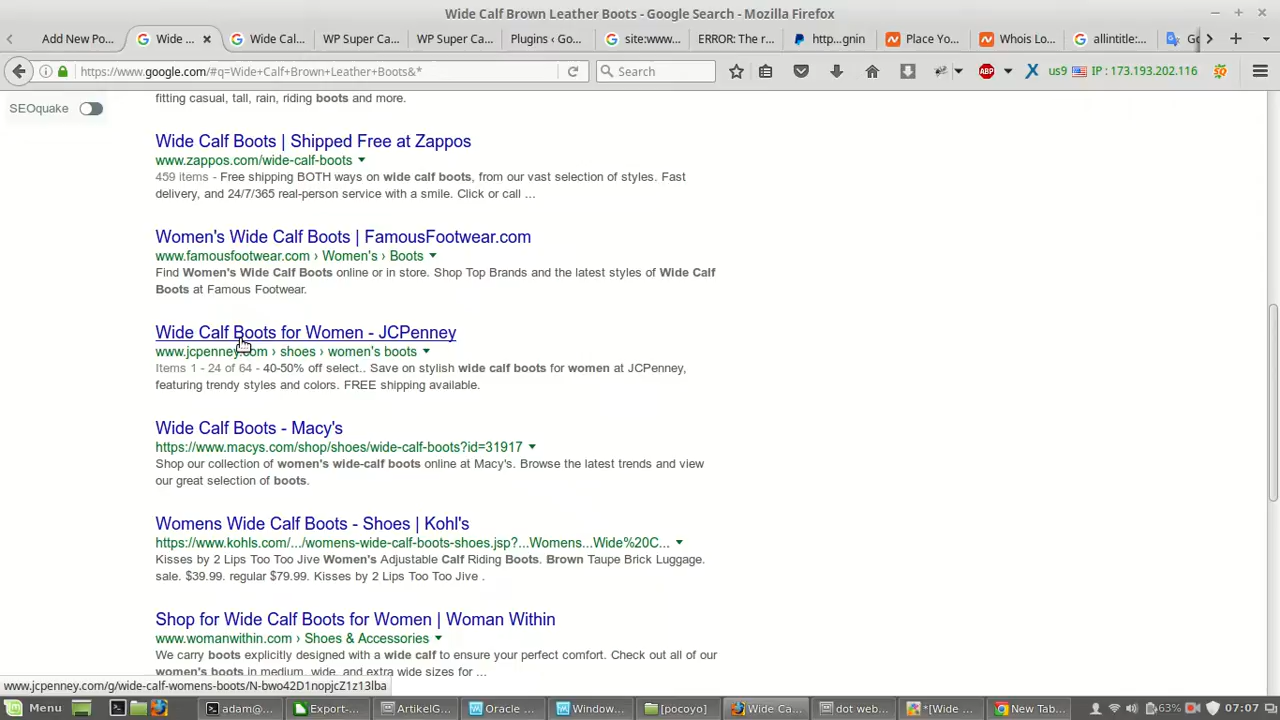 Wide Calf Brown Leather Boots - Google Search - Mozilla Firefox
Add New Po...
Wide ...
Wide Cal...
WP Super Ca...
WP Super Ca...
Plugins ‹ Go...
site:www...
ERROR: The r...
http...gnin
Place Yo...
Whois Lo...
allintitle:...
Go
https://www.google.com/#q=Wide+Calf+Brown+Leather+Boots&*
Search
ABP
us9
IP : 173.193.202.116
SEOquake
fitting casual, tall, rain, riding boots and more.
Wide Calf Boots | Shipped Free at Zappos
www.zappos.com/wide-calf-boots
459 items - Free shipping BOTH ways on wide calf boots, from our vast selection of styles. Fast
delivery, and 24/7/365 real-person service with a smile. Click or call ...
Women's Wide Calf Boots | FamousFootwear.com
www.famousfootwear.com › Women's › Boots
Find Women's Wide Calf Boots online or in store. Shop Top Brands and the latest styles of Wide Calf
Boots at Famous Footwear.
Wide Calf Boots for Women - JCPenney
www.jcpenney.com › shoes › women's boots
Items 1 - 24 of 64 - 40-50% off select.. Save on stylish wide calf boots for women at JCPenney,
featuring trendy styles and colors. FREE shipping available.
Wide Calf Boots - Macy's
https://www.macys.com/shop/shoes/wide-calf-boots?id=31917
Shop our collection of women's wide-calf boots online at Macy's. Browse the latest trends and view
our great selection of boots.
Womens Wide Calf Boots - Shoes | Kohl's
https://www.kohls.com/.../womens-wide-calf-boots-shoes.jsp?...Womens...Wide%20C...
Kisses by 2 Lips Too Too Jive Women's Adjustable Calf Riding Boots. Brown Taupe Brick Luggage.
sale. $39.99. regular $79.99. Kisses by 2 Lips Too Too Jive .
Shop for Wide Calf Boots for Women | Woman Within
www.womanwithin.com › Shoes & Accessories
We carry boots explicitly designed with a wide calf to ensure your perfect comfort. Check out all of our
women's boots in medium, wide, and extra wide sizes for ...
www.jcpenney.com/g/wide-calf-womens-boots/N-bwo42D1nopjcZ1z13lba
Menu
adam@...
Export-...
ArtikelG...
Oracle ...
Window...
[pocoyo]
Wide Ca...
dot web...
*[Wide ...
New Tab...
63%
07:07